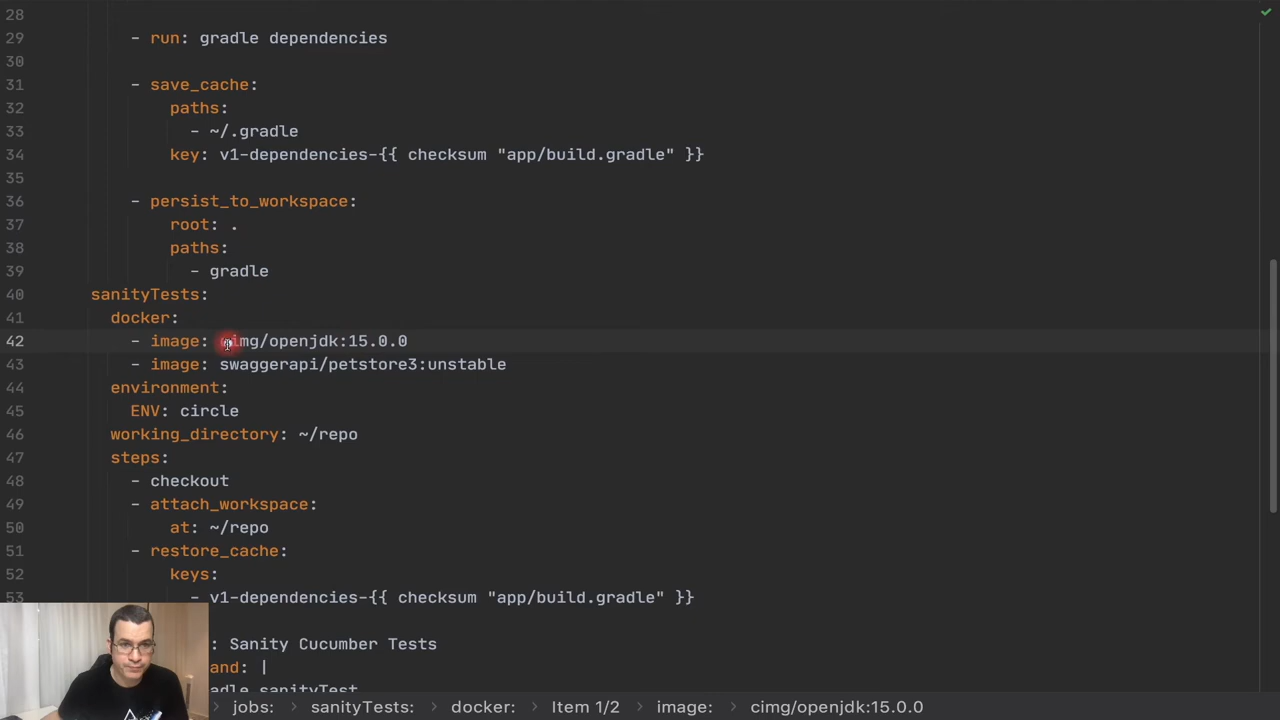 28
29 - run: gradle dependencies
30
31 - save_cache:
32 paths:
33 - ~/.gradle
34 key: v1-dependencies-{{ checksum "app/build.gradle" }}
35
36 - persist_to_workspace:
37 root: .
38 paths:
39 - gradle
40 sanityTests:
41 docker:
42 - image: cimg/openjdk:15.0.0
43 - image: swaggerapi/petstore3:unstable
44 environment:
45 ENV: circle
46 working_directory: ~/repo
47 steps:
48 - checkout
49 - attach_workspace:
50 at: ~/repo
51 - restore_cache:
52 keys:
53 - v1-dependencies-{{ checksum "app/build.gradle" }}
: Sanity Cucumber Tests
and: |
adle sanityTest
jobs: > sanityTests: > docker: > Item 1/2 > image: > cimg/openjdk:15.0.0